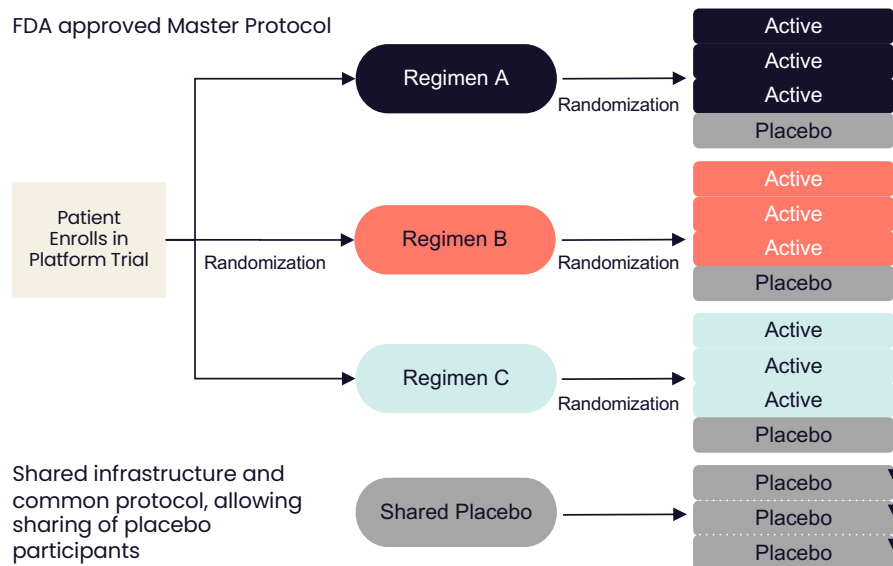 FDA approved Master Protocol
Patient
Enrolls in
Platform Trial
Randomization
Regimen A
Randomization
Active
Active
Active
Placebo
Regimen B
Randomization
Active
Active
Active
Placebo
Regimen C
Randomization
Active
Active
Active
Placebo
Shared infrastructure and
common protocol, allowing
sharing of placebo
participants
Shared Placebo
Placebo
Placebo
Placebo